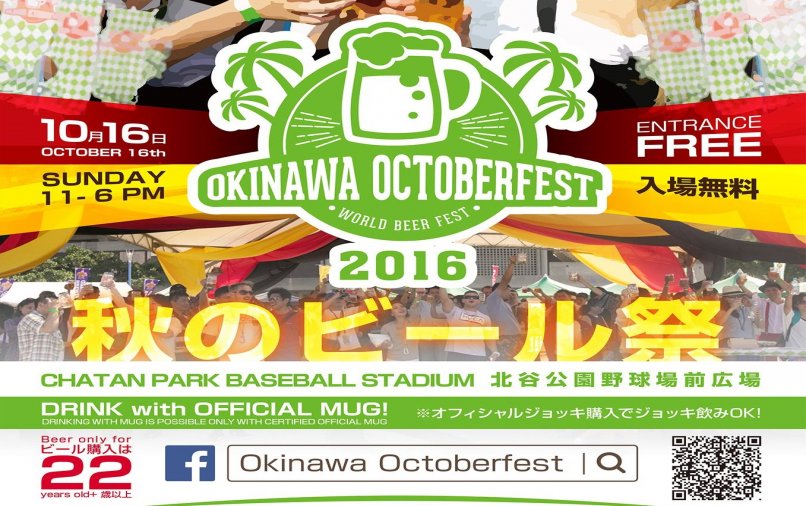 10月16日
OCTOBER 16th
SUNDAY
11- 6 PM
ENTRANCE
FREE
入場無料
OKINAWA OCTOBERFEST
• WORLD BEER FEST •
2016
秋のビール祭
CHATAN PARK BASEBALL STADIUM 北谷公園野球場前広場
DRINK with OFFICIAL MUG! ※オフィシャルジョッキ購入でジョッキ飲みOK!
DRINKING WITH MUG IS POSSIBLE ONLY WITH CERTIFIED OFFICIAL MUG
Beer only for
ビール購入は
22
years old+ 歳以上
f Okinawa Octoberfest